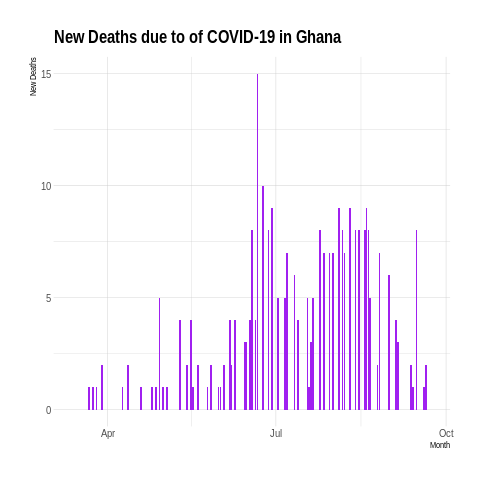 New Deaths due to of COVID-19 in Ghana
New Deaths
15
10
5
0
Apr
Jul
Oct
Month